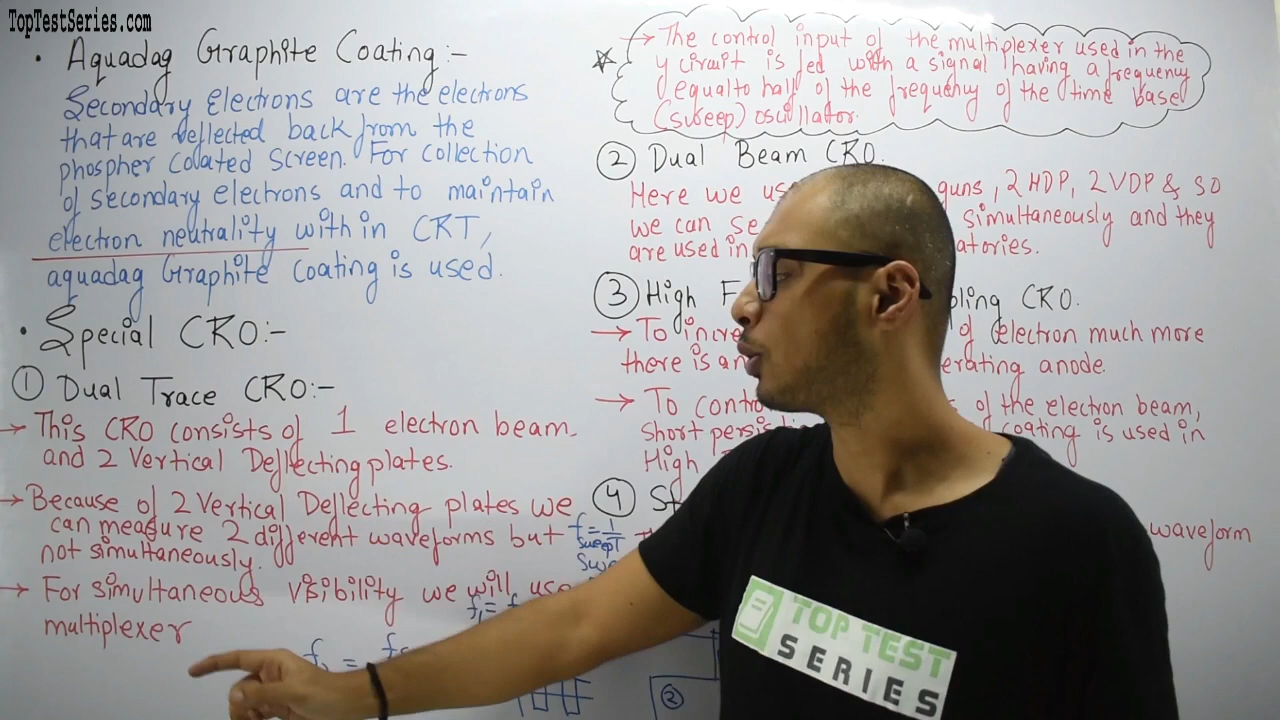 TopTestSeries.com
• Aquadag Graphite Coating:-
Secondary electrons are the electrons
that are deflected back from the
phospher coated screen. For collection
of secondary electrons and to maintain
electron neutrality with in CRT,
aquadag Graphite coating is used.
• Special CRO:-
① Dual Trace CRO:-
→ This CRO consists of 1 electron beam
and 2 Vertical Deflecting plates.
→ Because of 2 Vertical Deflecting plates we
can measure 2 different waveforms but
not simultaneously.
→ For simultaneous visibility we will use
multiplexer
→ The control input of the multiplexer used in the
y circuit is fed with a signal having a frequency
equal to half of the frequency of the time base
(sweep) oscillator.
② Dual Beam CRO.
Here we guns, 2 HDP, 2 VDP & so
we can simultaneously and they
are used in
③ High CRO.
→ To of electron much more
there is an anode
→ To of the electron beam,
short coating is used in
High
④
waveform
f = 1/T
sweep
②
TOP TEST
SERIES